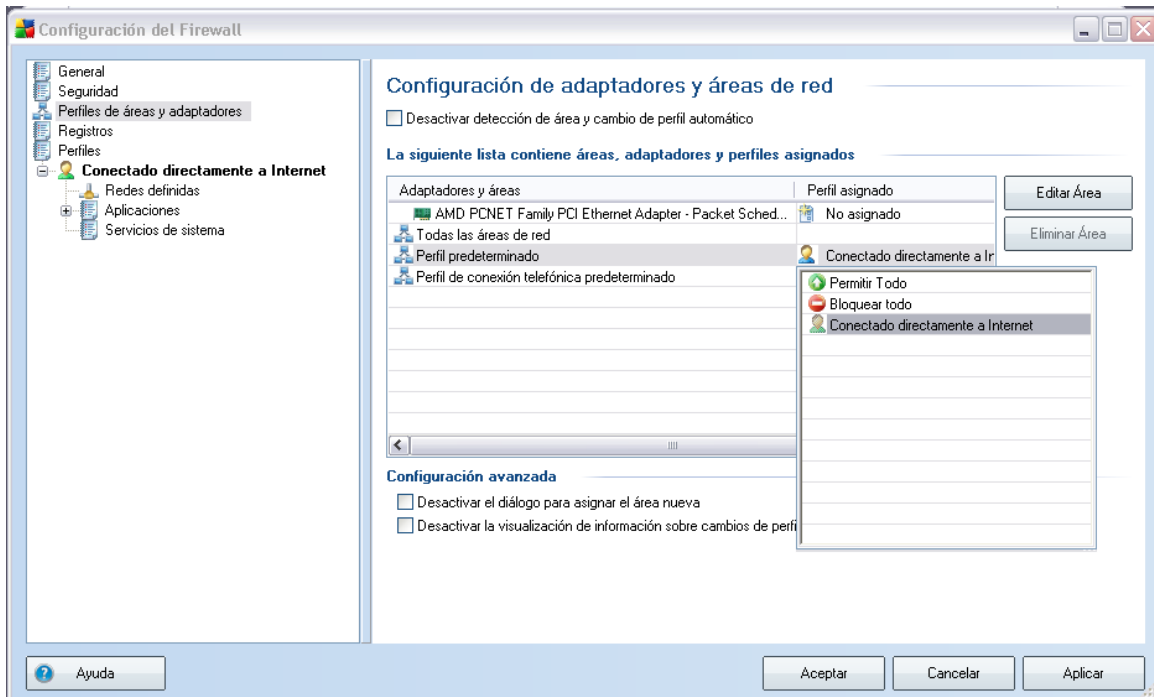 Configuración del Firewall
General
Seguridad
Perfiles de áreas y adaptadores
Registros
Perfiles
Conectado directamente a Internet
Redes definidas
Aplicaciones
Servicios de sistema
Configuración de adaptadores y áreas de red
Desactivar detección de área y cambio de perfil automático
La siguiente lista contiene áreas, adaptadores y perfiles asignados
Adaptadores y áreas Perfil asignado
AMD PCNET Family PCI Ethernet Adapter - Packet Sched... No asignado
Todas las áreas de red
Perfil predeterminado Conectado directamente a Ir
Perfil de conexión telefónica predeterminado
Permitir Todo
Bloquear todo
Conectado directamente a Internet
Editar Área
Eliminar Área
Configuración avanzada
Desactivar el diálogo para asignar el área nueva
Desactivar la visualización de información sobre cambios de perfi
Ayuda
Aceptar
Cancelar
Aplicar